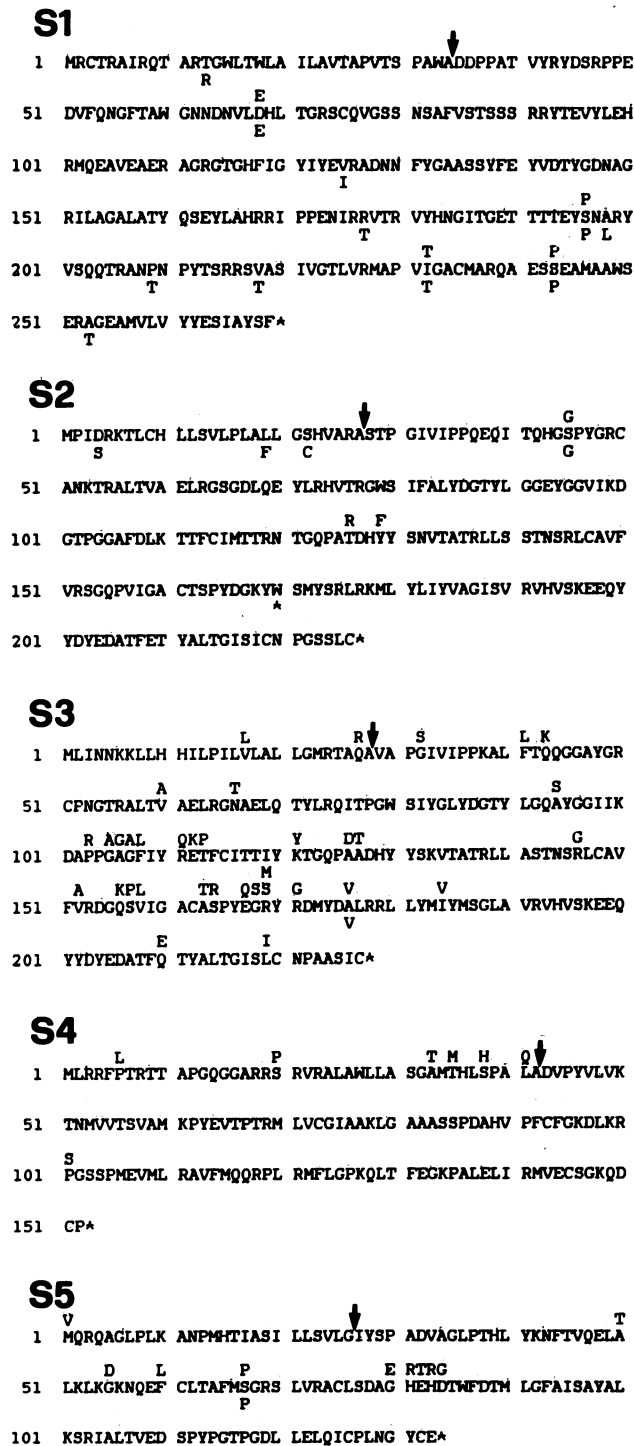 S1
1 MRCTRAIRQT ARTGWLTWLA ILAVTAPVTS PAWADDPPAT VYRYDSRPPE
R
E
51 DVFQNGFTAW GNNDNVLDHL TGRSCQVGSS NSAFVSTSSS RRYTEVYLEH
E
101 RMQEAVEAER AGRGTGHFIG YIYEVRADNN FYGAASSYFE YVDTYGDNAG
I
P
151 RILAGALATY QSEYLAHRRI PPENIRRVTR VYHNGITGET TTTEYSNARY
T P L
T P
201 VSQQTRANPN PYTSRRSVAS IVGTLVRMAP VIGACMARQA ESSEAMAAWS
T T T P
251 ERAGEAMVLV YYESIAYSF*
T
S2
G
1 MPIDRKTLCH LLSVLPLALL GSHVARASTP GIVIPPQEQI TQHGSPYGRC
S F C G
51 ANKTRALTVA ELRGSGDLQE YLRHVTRGWS IFALYDGTYL GGEYGGVIKD
R F
101 GTPGGAFDLK TTFCIMTTRN TGQPATDHYY SNVTATRLLS STNSRLCAVF
151 VRSGQPVIGA CTSPYDGKYW SMYSRLRKML YLIYVAGISV RVHVSKEEQY
*
201 YDYEDATFET YALTGISICN PGSSLC*
S3
L R S L K
1 MLINNKKLLH HILPILVLAL LGMRTAQAVA PGIVIPPKAL FTQQGGAYGR
A T S
51 CPNGTRALTV AELRGNAELQ TYLRQITPGW SIYGLYDGTY LGQAYGGIIK
R AGAL QKP Y DT G
101 DAPPGAGFIY RETFCITTIY KTGQPAADHY YSKVTATRLL ASTNSRLCAV
M
A KPL TR QSS G V V
151 FVRDGQSVIG ACASPYEGRY RDMYDALRRL LYMIYMSGLA VRVHVSKEEQ
V
E I
201 YYDYEDATFQ TYALTGISLC NPAASIC*
S4
L P T M H Q
1 MLRRFPTRTT APGQGGARRS RVRALAWLLA SGAMTHLSPA LADVPYVLVK
51 TNMVVTSVAM KPYEVTPTRM LVCGIAAKLG AAASSPDAHV PFCFGKDLKR
S
101 PGSSPMEVML RAVFMQQRPL RMFLGPKQLT FEGKPALELI RMVECSGKQD
151 CP*
S5
V T
1 MQRQAGLPLK ANPMHTIASI LLSVLGIYSP ADVAGLPTHL YKNFTVQELA
D L P E RTRG
51 LKLKGKNQEF CLTAFMSGRS LVRACLSDAG HEHDTWFDTM LGFAISAYAL
P
101 KSRIALTVED SPYPGTPGDL LELQICPLNG YCE*